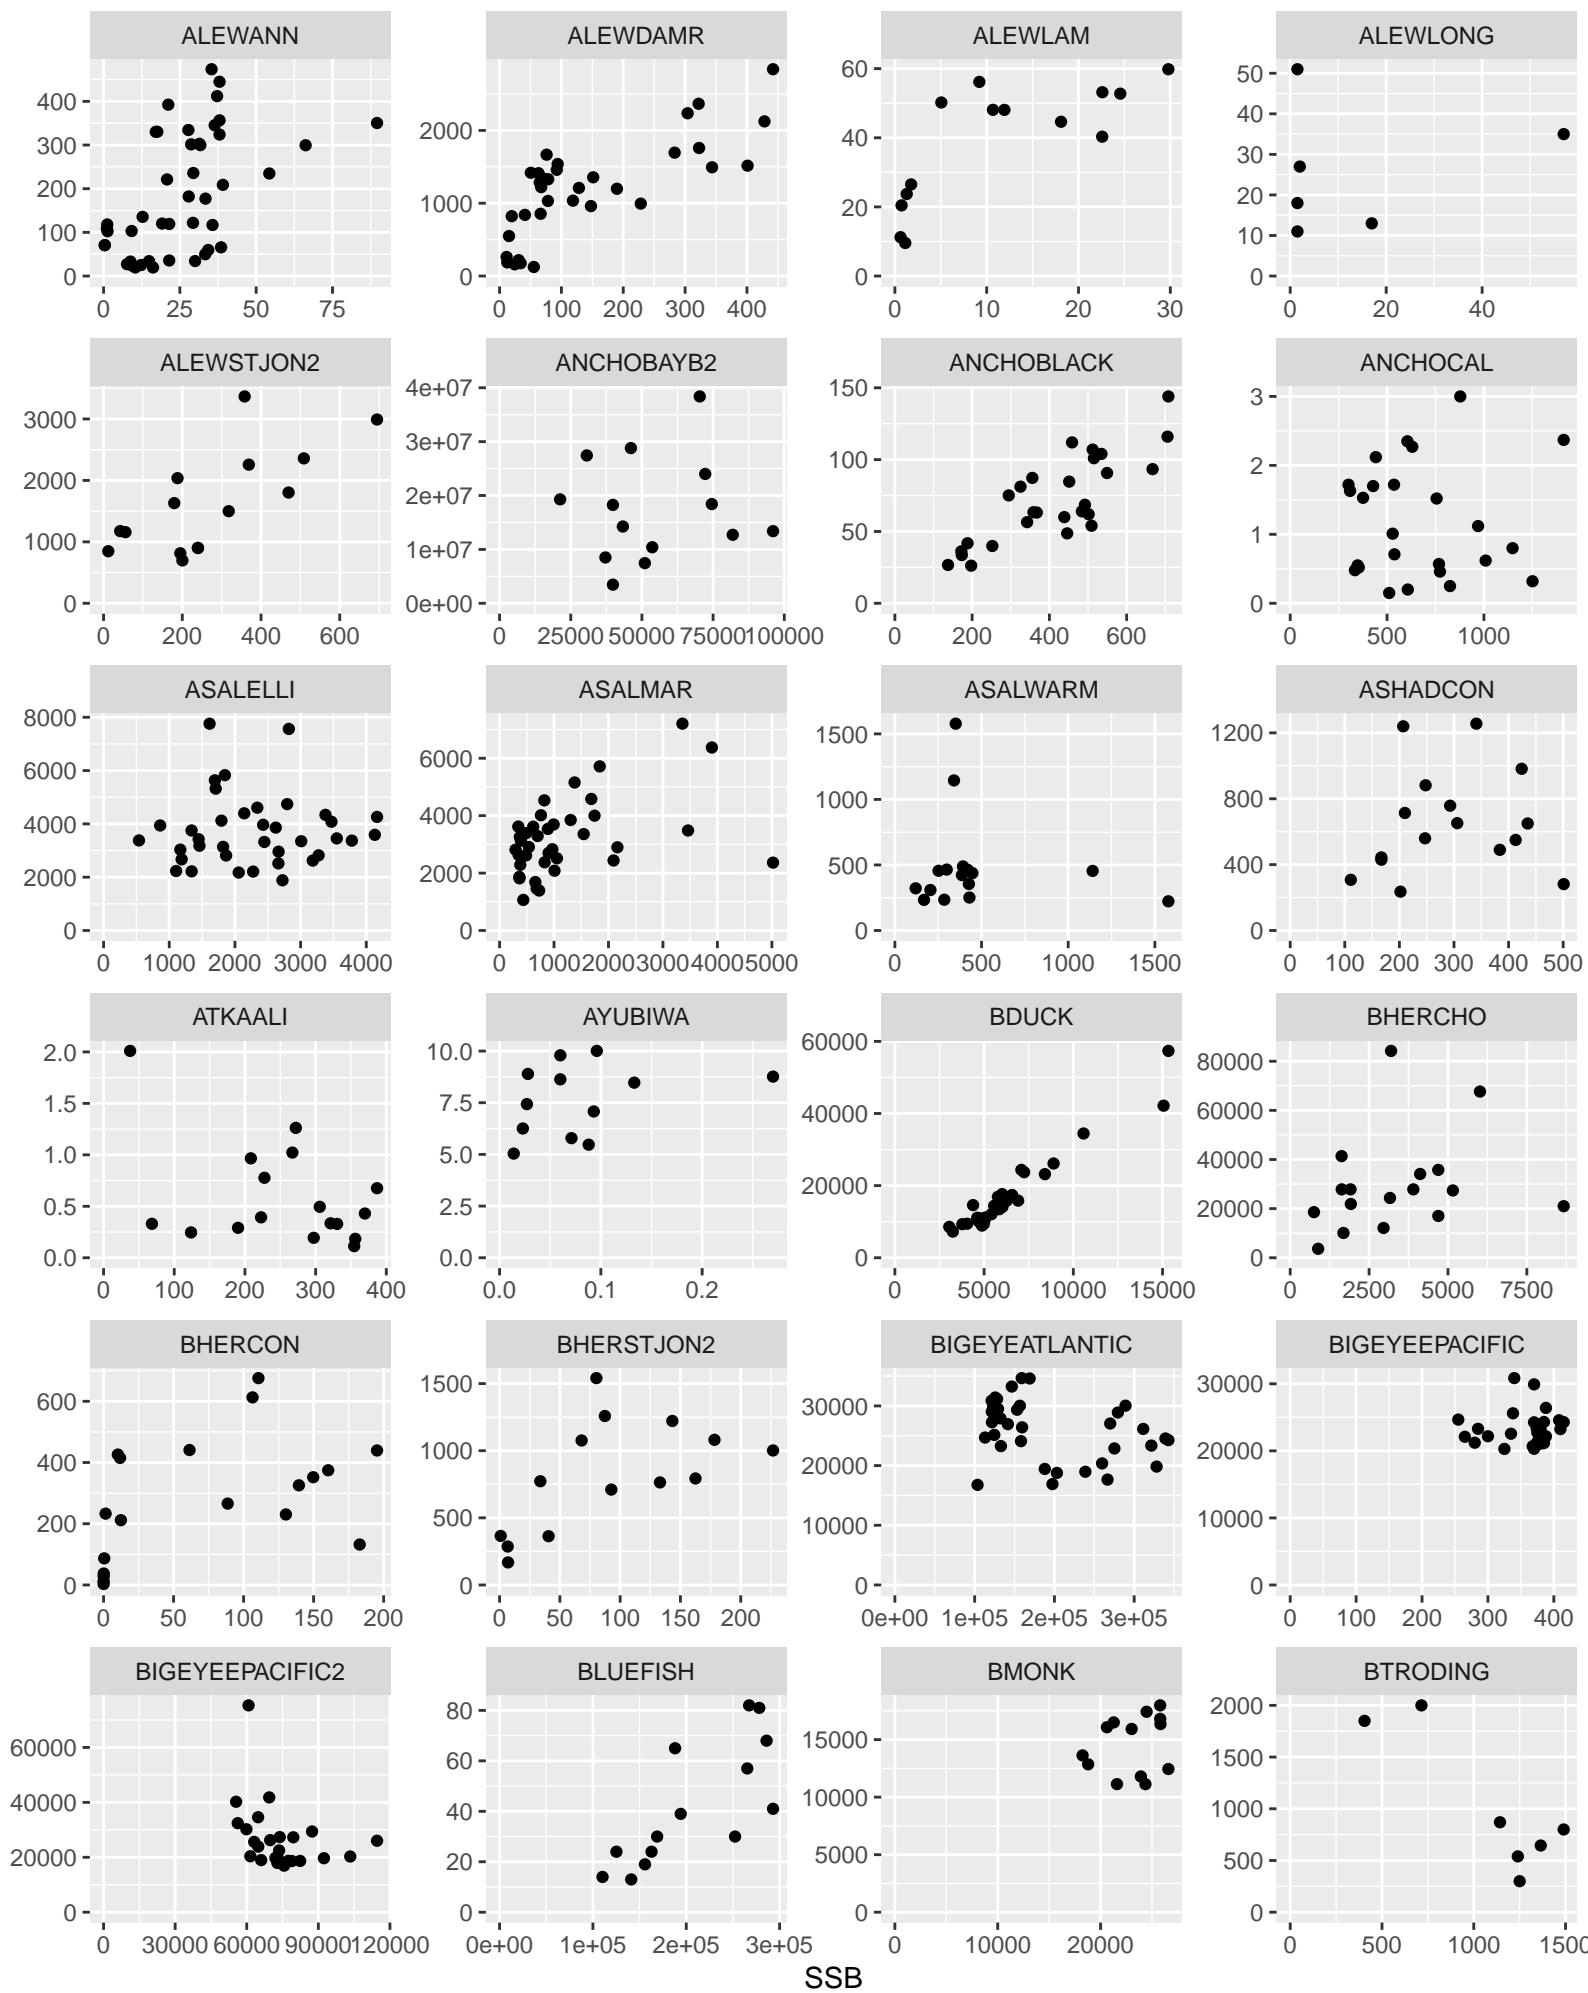 ALEWANN ALEWDAMR ALEWLAM ALEWLONG
400 300 200 100 0
2000 1000 0
60 40 20 0
50 40 30 20 10 0
0 25 50 75 0 100 200 300 400 0 10 20 30 0 20 40
ALEWSTJON2 ANCHOBAYB2 ANCHOBLACK ANCHOCAL
3000 2000 1000 0
4e+07 3e+07 2e+07 1e+07 0e+00
150 100 50 0
3 2 1 0
0 200 400 600 0 25000 50000 75000 100000 0 200 400 600 0 500 1000
ASALELLI ASALMAR ASALWARM ASHADCON
8000 6000 4000 2000 0
6000 4000 2000 0
1500 1000 500 0
1200 800 400 0
0 1000 2000 3000 4000 0 1000 2000 3000 4000 5000 0 500 1000 1500 0 100 200 300 400 500
ATKAALI AYUBIWA BDUCK BHERCHO
2.0 1.5 1.0 0.5 0.0
10.0 7.5 5.0 2.5 0.0
60000 40000 20000 0
80000 60000 40000 20000 0
0 100 200 300 400 0.0 0.1 0.2 0 5000 10000 15000 0 2500 5000 7500
BHERCON BHERSTJON2 BIGEYEATLANTIC BIGEYEEPACIFIC
600 400 200 0
1500 1000 500 0
30000 20000 10000 0
30000 20000 10000 0
0 50 100 150 200 0 50 100 150 200 0e+00 1e+05 2e+05 3e+05 0 100 200 300 400
BIGEYEEPACIFIC2 BLUEFISH BMONK BTRODING
60000 40000 20000 0
80 60 40 20 0
15000 10000 5000 0
2000 1500 1000 500 0
0 30000 60000 90000 120000 0e+00 1e+05 2e+05 3e+05 0 10000 20000 0 500 1000 1500
SSB